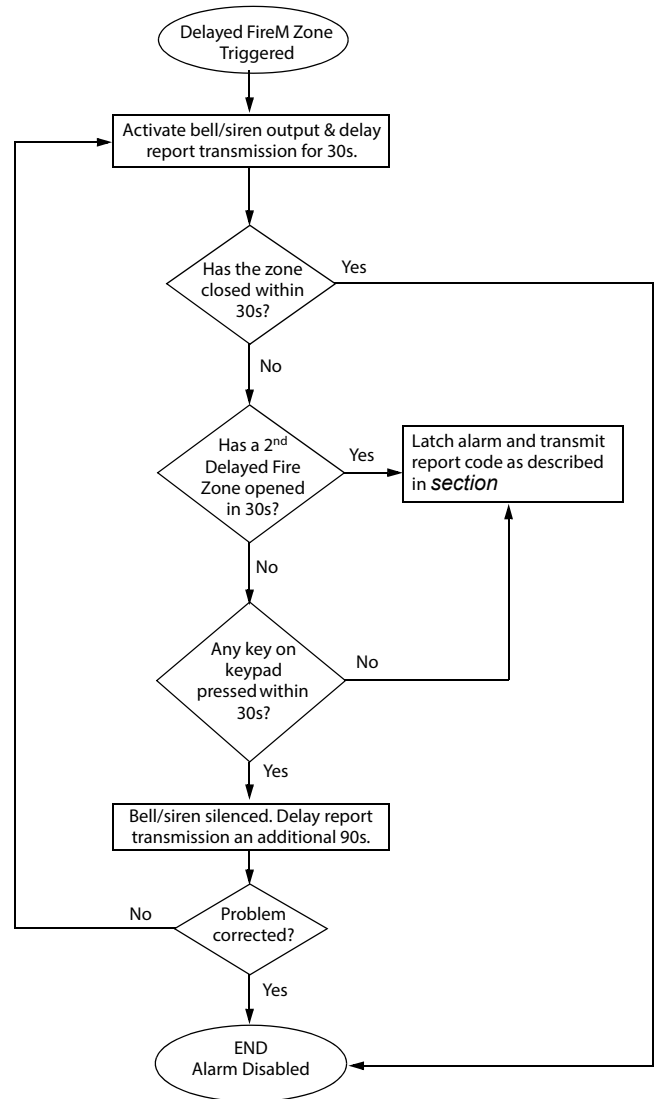 Delayed FireM Zone
Triggered
Activate bell/siren output & delay
report transmission for 30s.
Has the zone
closed within
30s?
Yes
No
Has a 2nd
Delayed Fire
Zone opened
in 30s?
Yes
Latch alarm and transmit
report code as described
in section
No
Any key on
keypad
pressed within
30s?
No
Yes
Bell/siren silenced. Delay report
transmission an additional 90s.
No
Problem
corrected?
Yes
END
Alarm Disabled